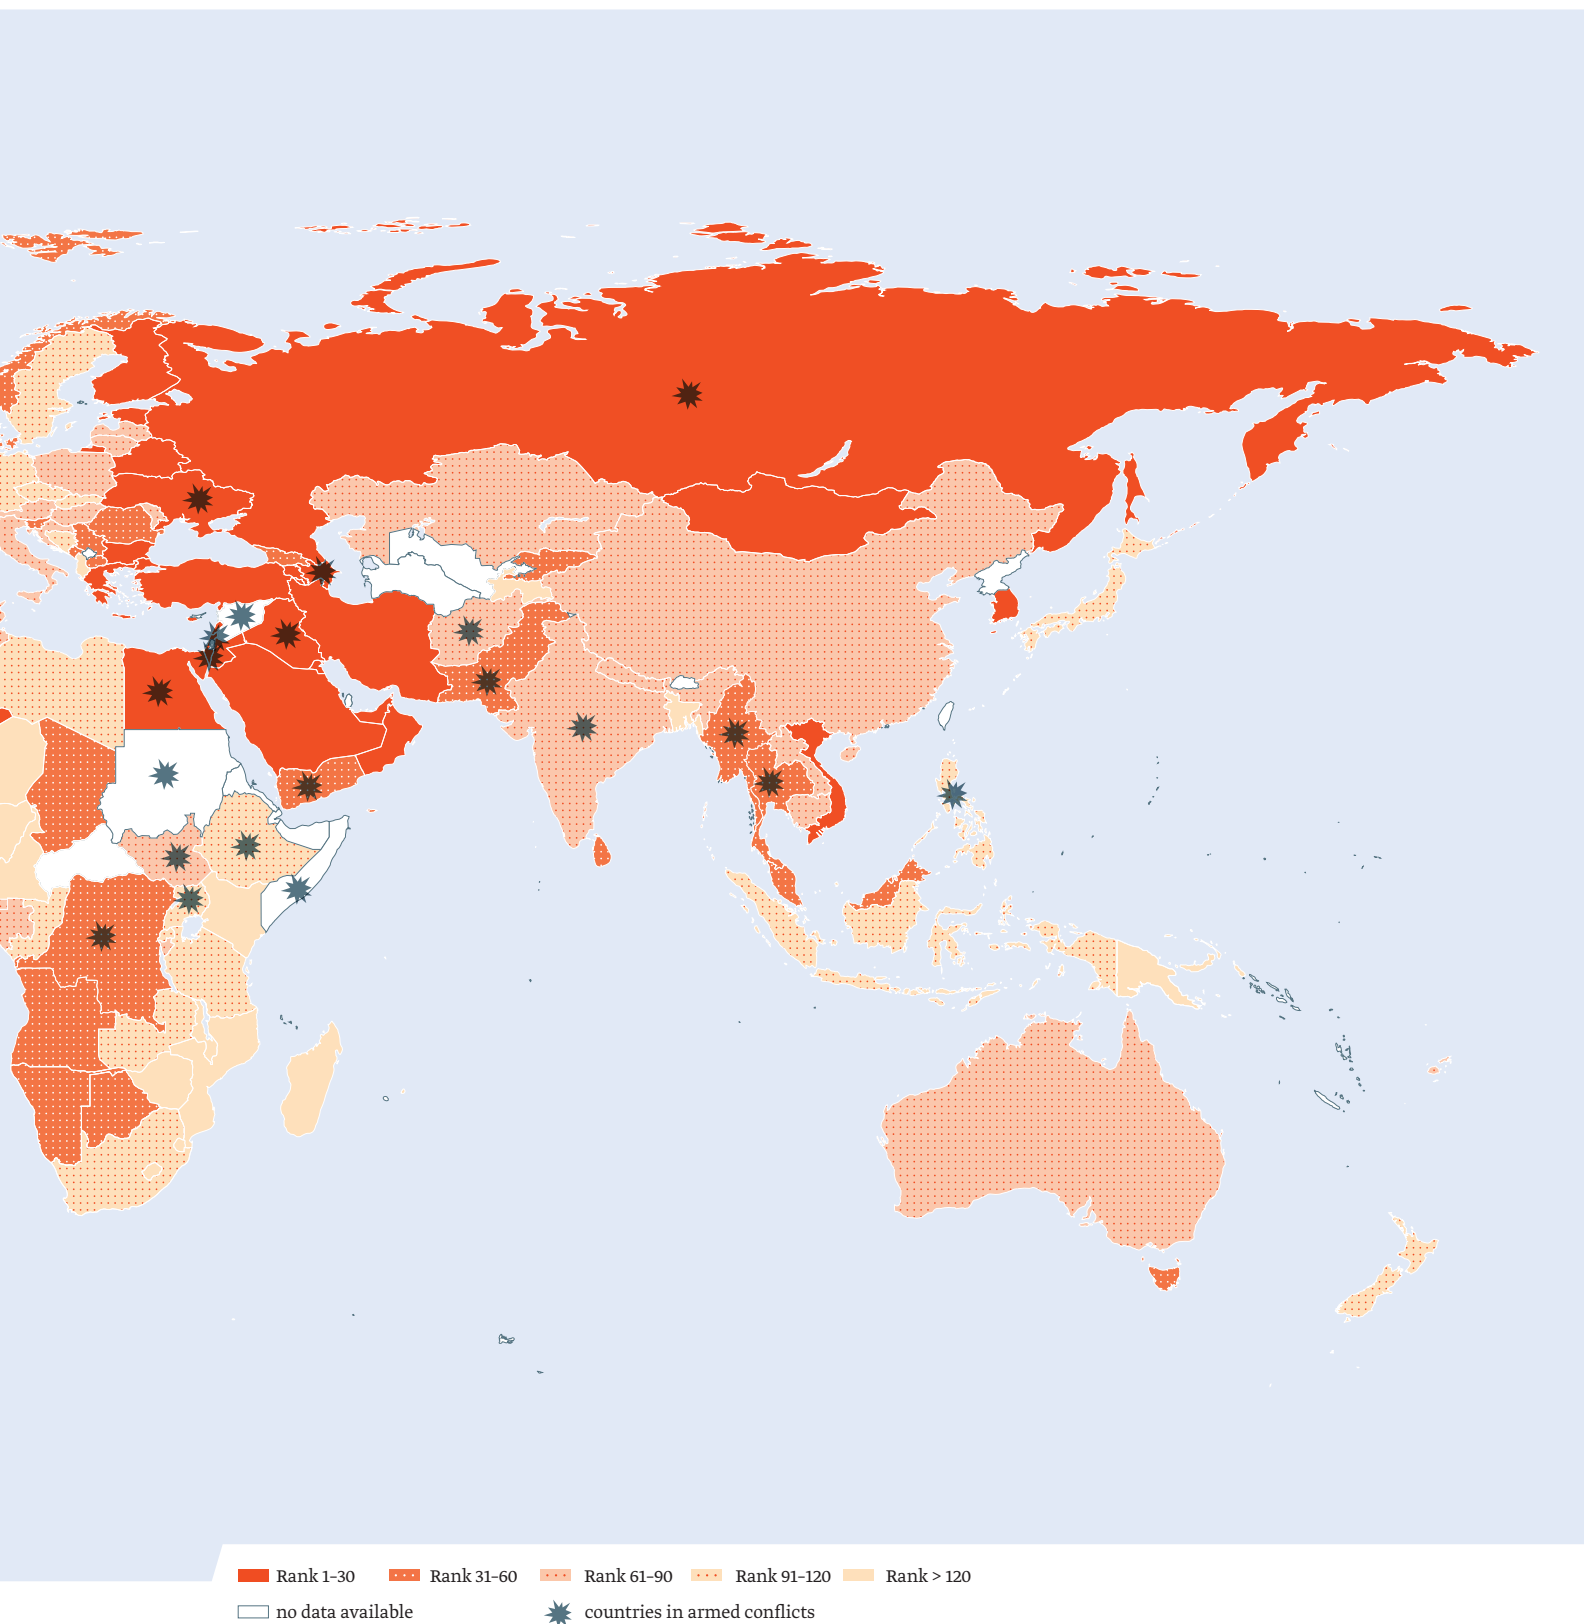 Rank 1–30 Rank 31–60 Rank 61–90 Rank 91–120 Rank > 120
no data available countries in armed conflicts